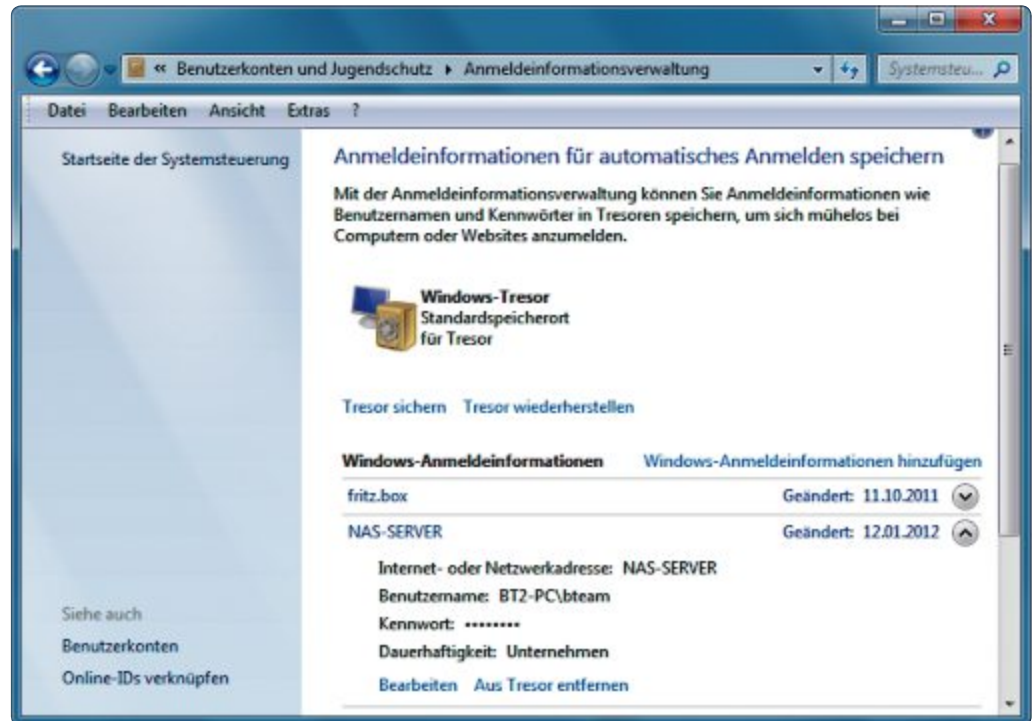 « Benutzerkonten und Jugendschutz ▸ Anmeldeinformationsverwaltung
Systemsteu...
Datei Bearbeiten Ansicht Extras ?
Startseite der Systemsteuerung
Anmeldeinformationen für automatisches Anmelden speichern
Mit der Anmeldeinformationsverwaltung können Sie Anmeldeinformationen wie
Benutzernamen und Kennwörter in Tresoren speichern, um sich mühelos bei
Computern oder Websites anzumelden.
Windows-Tresor
Standardspeicherort
für Tresor
Tresor sichern Tresor wiederherstellen
Windows-Anmeldeinformationen Windows-Anmeldeinformationen hinzufügen
fritz.box Geändert: 11.10.2011
NAS-SERVER Geändert: 12.01.2012
Internet- oder Netzwerkadresse: NAS-SERVER
Benutzername: BT2-PC\bteam
Kennwort: ••••••••
Dauerhaftigkeit: Unternehmen
Bearbeiten Aus Tresor entfernen
Siehe auch
Benutzerkonten
Online-IDs verknüpfen